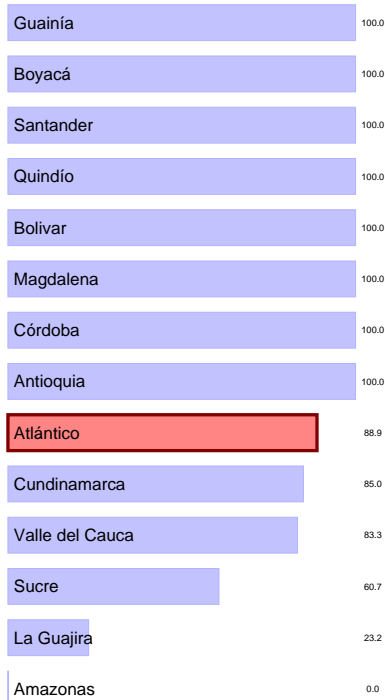 Guainía 100.0
Boyacá 100.0
Santander 100.0
Quindío 100.0
Bolivar 100.0
Magdalena 100.0
Córdoba 100.0
Antioquia 100.0
Atlántico 88.9
Cundinamarca 85.0
Valle del Cauca 83.3
Sucre 60.7
La Guajira 23.2
Amazonas 0.0